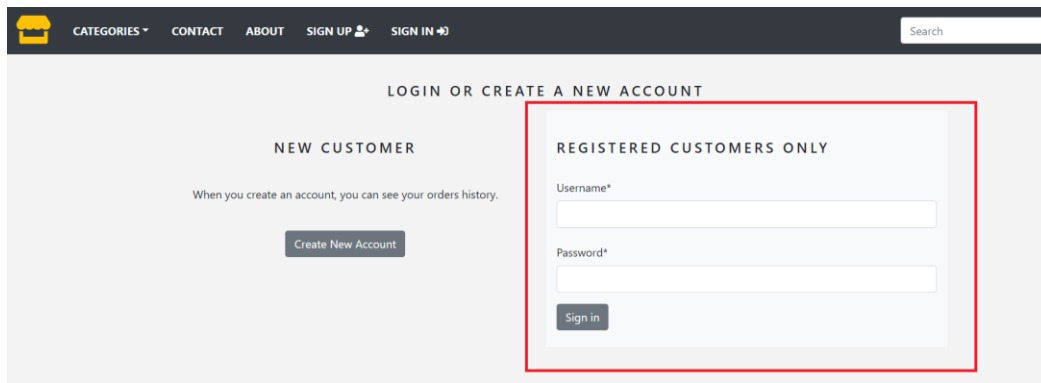 CATEGORIES CONTACT ABOUT SIGN UP SIGN IN Search
LOGIN OR CREATE A NEW ACCOUNT
NEW CUSTOMER
When you create an account, you can see your orders history.
Create New Account
REGISTERED CUSTOMERS ONLY
Username*
Password*
Sign in